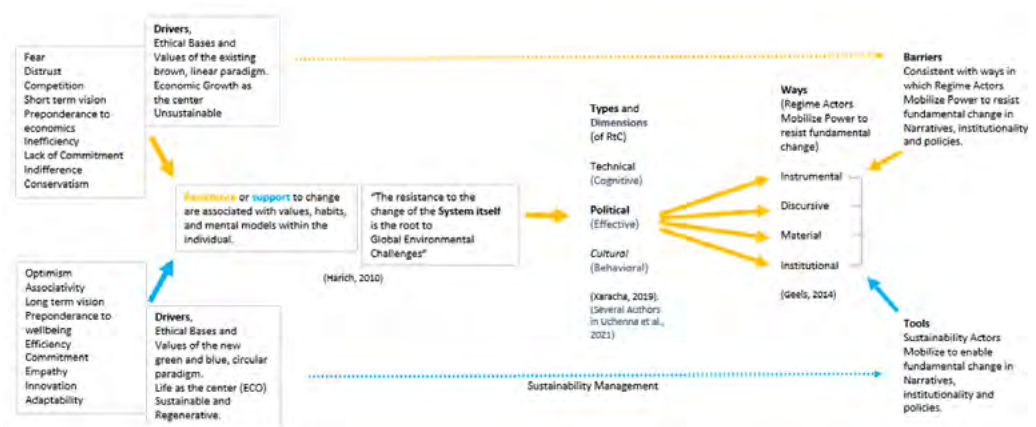 Drivers,
Ethical Bases and
Values of the existing
brown, linear paradigm.
Economic Growth as
the center
Unsustainable
Fear
Distrust
Competition
Short term vision
Preponderance to
economics
Inefficiency
Lack of Commitment
Indifference
Conservatism
Resistence or support to change
are associated with values, habits,
and mental models within the
individual.
"The resistance to the
change of the System itself
is the root to
Global Environmental
Challenges"
(Harich, 2010)
Optimism
Associativity
Long term vision
Preponderance to
wellbeing
Efficiency
Commitment
Empathy
Innovation
Adaptability
Drivers,
Ethical Bases and
Values of the new
green and blue, circular
paradigm.
Life as the center (ECO)
Sustainable and
Regenerative.
Types and
Dimensions
(of RtC)
Technical
(Cognitive)
Political
(Effective)
Cultural
(Behavioral)
(Xaracha, 2019).
(Several Authors
in Uchenna et al.,
2021)
Ways
(Regime Actors
Mobilize Power to
resist fundamental
change)
Instrumental
Discursive
Material
Institutional
(Geels, 2014)
Barriers
Consistent with ways in
which Regime Actors
Mobilize Power to resist
fundamental change in
Narratives, institutionality
and policies.
Tools
Sustainability Actors
Mobilize to enable
fundamental change in
Narratives,
institutionality and
policies.
Sustainability Management